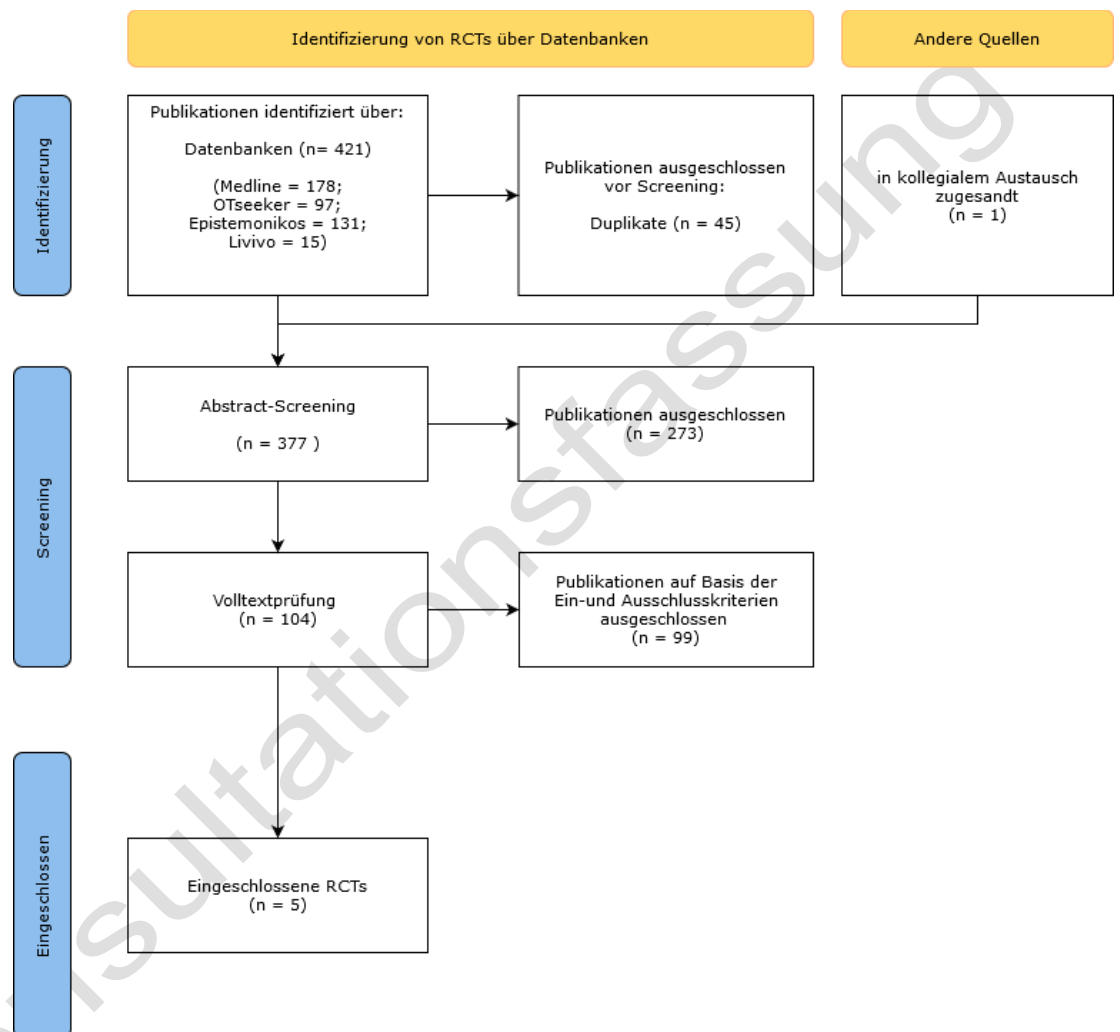 Identifizierung von RCTs über Datenbanken
Andere Quellen
Identifizierung
Publikationen identifiziert über:
Datenbanken (n= 421)
(Medline = 178;
OTseeker = 97;
Epistemonikos = 131;
Livivo = 15)
Publikationen ausgeschlossen
vor Screening:
Duplikate (n = 45)
in kollegialem Austausch
zugesandt
(n = 1)
Screening
Abstract-Screening
(n = 377 )
Publikationen ausgeschlossen
(n = 273)
Volltextprüfung
(n = 104)
Publikationen auf Basis der
Ein-und Ausschlusskriterien
ausgeschlossen
(n = 99)
Eingeschlossen
Eingeschlossene RCTs
(n = 5)
nsultationsfassung